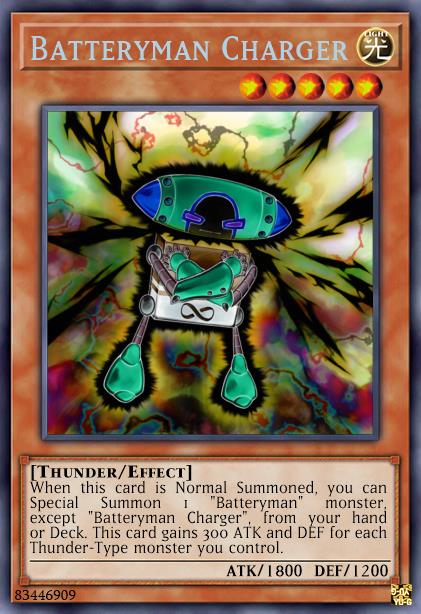 Batteryman Charger
LIGHT
光
[Thunder/Effect]
When this card is Normal Summoned, you can
Special Summon 1 "Batteryman" monster,
except "Batteryman Charger", from your hand
or Deck. This card gains 300 ATK and DEF for each
Thunder-Type monster you control.
ATK/1800 DEF/1200
83446909